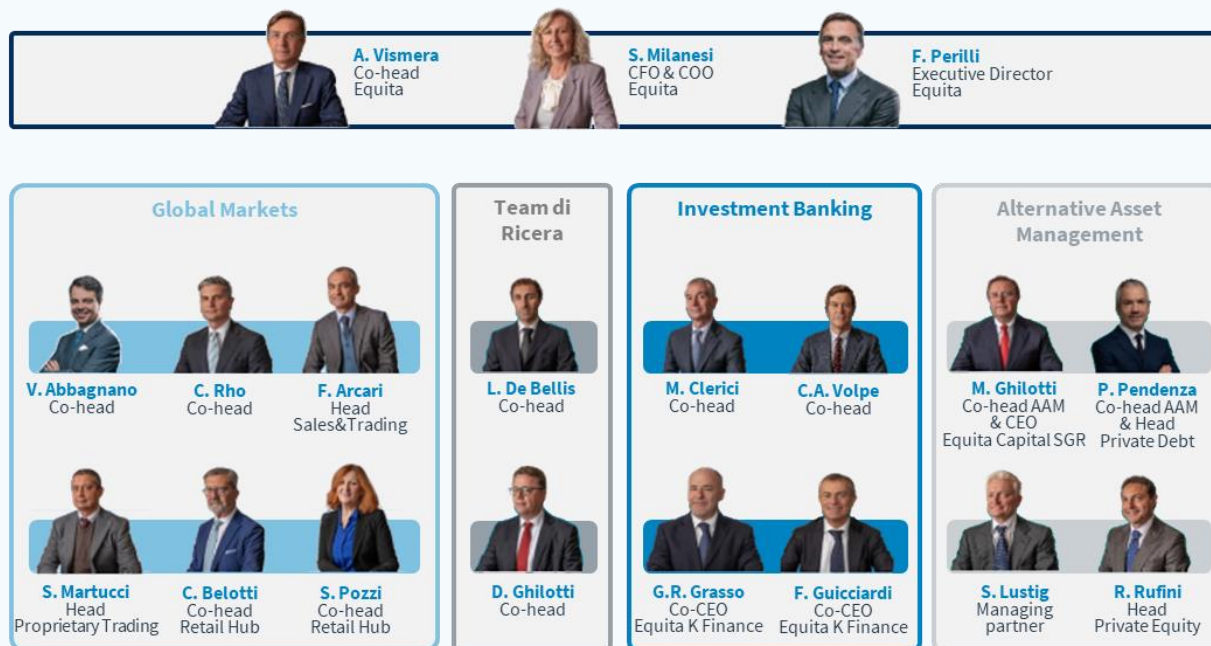 A. Vismera
Co-head
Equita
S. Milanesi
CFO & COO
Equita
F. Perilli
Executive Director
Equita
Global Markets
V. Abbagnano
Co-head
C. Rho
Co-head
F. Arcari
Head
Sales&Trading
S. Martucci
Head
Proprietary Trading
C. Belotti
Co-head
Retail Hub
S. Pozzi
Co-head
Retail Hub
Team di
Ricera
L. De Bellis
Co-head
D. Ghilotti
Co-head
Investment Banking
M. Clerici
Co-head
C.A. Volpe
Co-head
G.R. Grasso
Co-CEO
Equita K Finance
F. Guicciardi
Co-CEO
Equita K Finance
Alternative Asset
Management
M. Ghilotti
Co-head AAM
& CEO
Equita Capital SGR
P. Pendenza
Co-head AAM
& Head
Private Debt
S. Lustig
Managing
partner
R. Rufini
Head
Private Equity